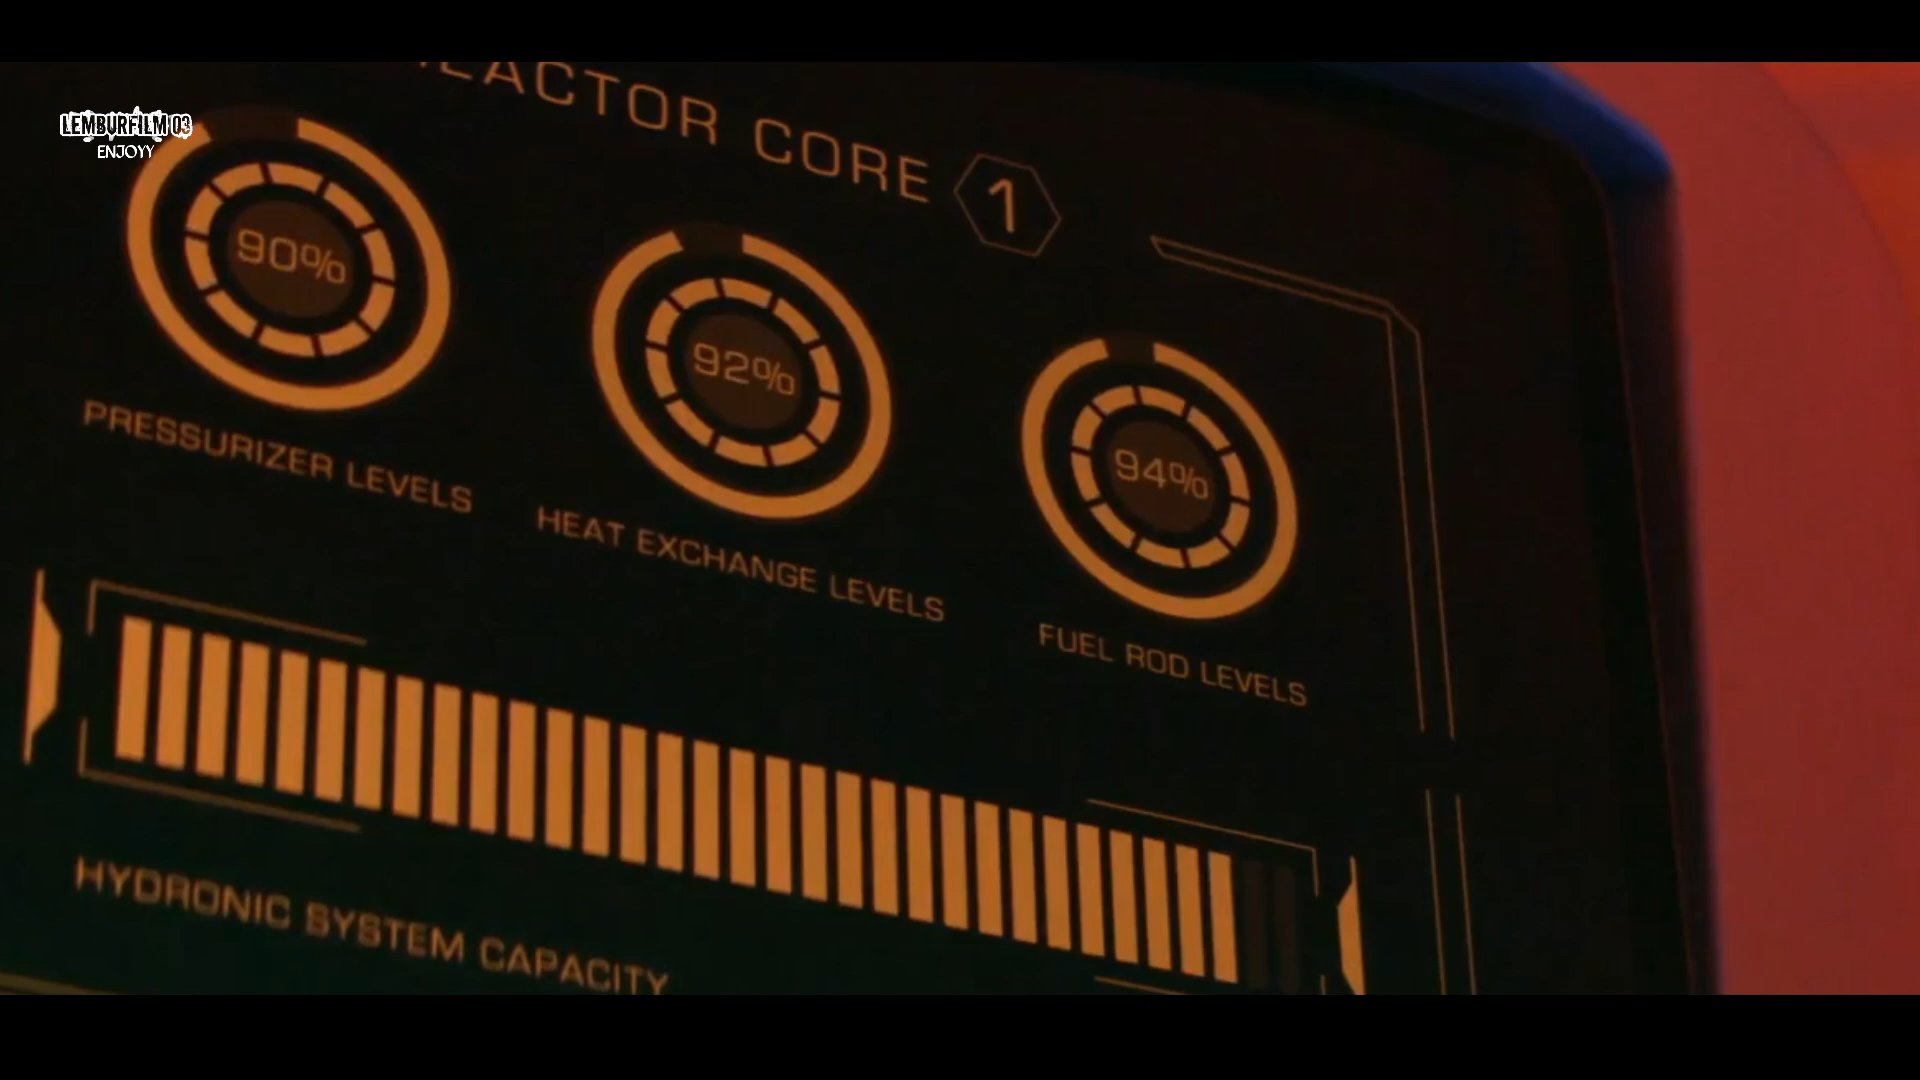 LEMBURFILM 03
ENJOYY
REACTOR CORE 1
90%
92%
94%
PRESSURIZER LEVELS
HEAT EXCHANGE LEVELS
FUEL ROD LEVELS
HYDRONIC SYSTEM CAPACITY